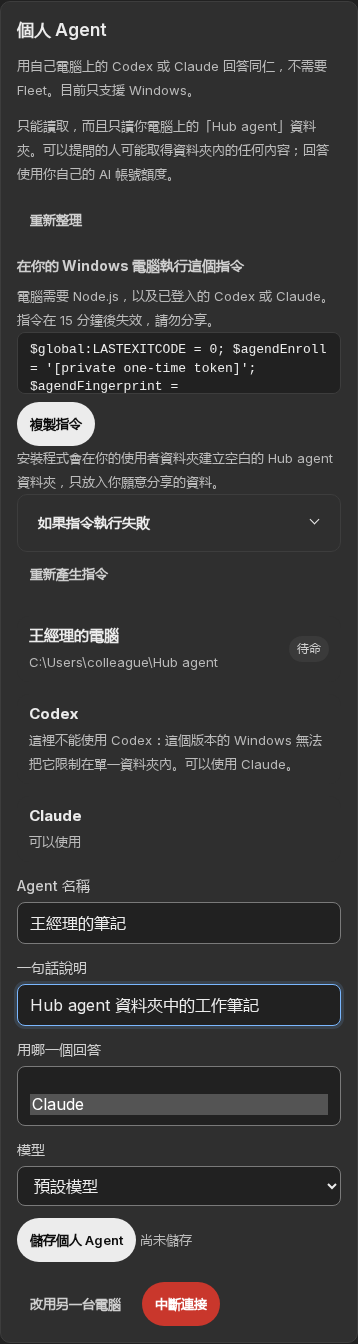 個人 Agent
用自己電腦上的 Codex 或 Claude 回答同仁，不需要
Fleet。目前只支援 Windows。
只能讀取，而且只讀你電腦上的「Hub agent」資料
夾。可以提問的人可能取得資料夾內的任何內容；回答
使用你自己的 AI 帳號額度。
重新整理
在你的 Windows 電腦執行這個指令
電腦需要 Node.js，以及已登入的 Codex 或 Claude。
指令在 15 分鐘後失效，請勿分享。
$global:LASTEXITCODE = 0; $agendEnroll
= '[private one-time token]';
$agendFingerprint =
複製指令
安裝程式會在你的使用者資料夾建立空白的 Hub agent
資料夾，只放入你願意分享的資料。
如果指令執行失敗
重新產生指令
王經理的電腦
待命
C:\Users\colleague\Hub agent
Codex
這裡不能使用 Codex：這個版本的 Windows 無法
把它限制在單一資料夾內。可以使用 Claude。
Claude
可以使用
Agent 名稱
王經理的筆記
一句話說明
Hub agent 資料夾中的工作筆記
用哪一個回答
Claude
模型
預設模型
儲存個人 Agent 尚未儲存
改用另一台電腦 中斷連接